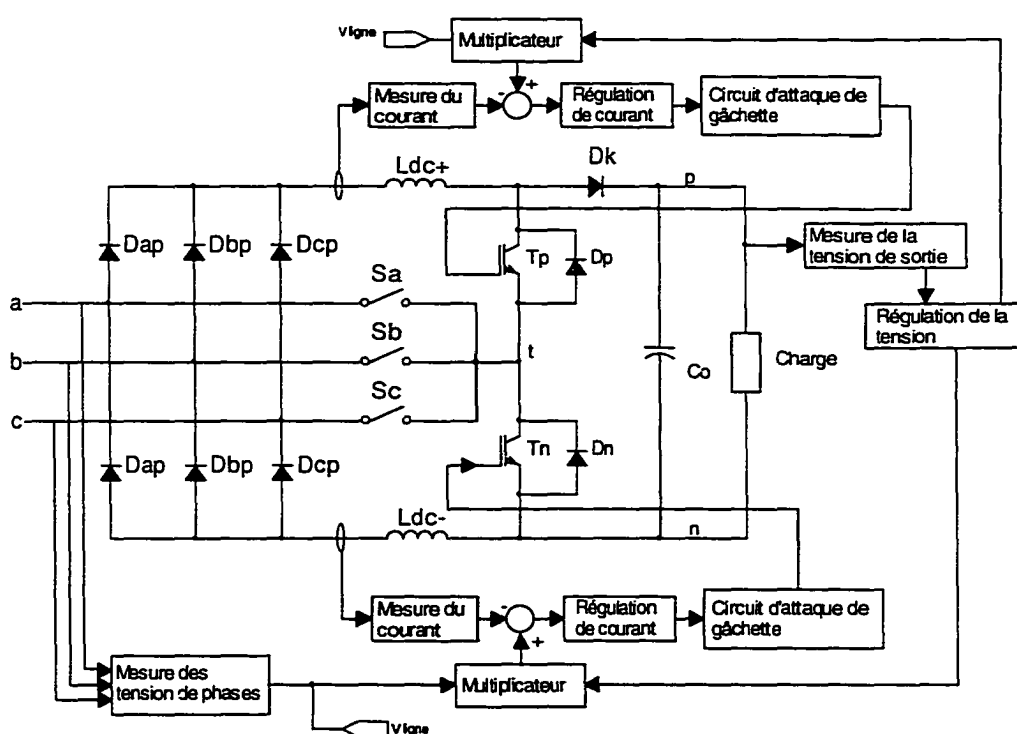 Vligne
Multiplicateur
+
-
Mesure du
courant
Régulation
de courant
Circuit d'attaque de
gâchette
Ldc+
Dk
p
Dap
Dbp
Dcp
Tp
Dp
Mesure de la
tension de sortie
Sa
a
Régulation de la
tension
Sb
b
t
Co
Charge
Sc
c
Dap
Dbp
Dcp
Tn
Dn
Ldc-
n
Mesure du
courant
-
+
Régulation
de courant
Circuit d'attaque de
gâchette
Mesure des
tension de phases
Multiplicateur
Vligne